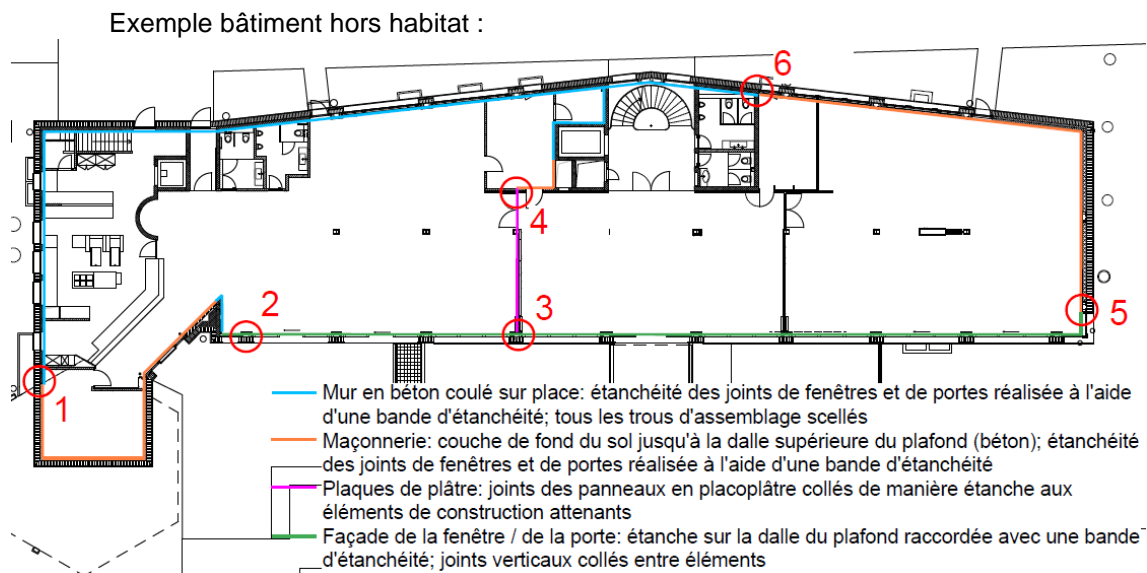 Exemple bâtiment hors habitat :
6
4
2
3
5
1
Mur en béton coulé sur place: étanchéité des joints de fenêtres et de portes réalisée à l'aide
d'une bande d'étanchéité; tous les trous d'assemblage scellés
Maçonnerie: couche de fond du sol jusqu'à la dalle supérieure du plafond (béton); étanchéité
des joints de fenêtres et de portes réalisée à l'aide d'une bande d'étanchéité
Plaques de plâtre: joints des panneaux en placoplâtre collés de manière étanche aux
éléments de construction attenants
Façade de la fenêtre / de la porte: étanche sur la dalle du plafond raccordée avec une bande
d'étanchéité; joints verticaux collés entre éléments